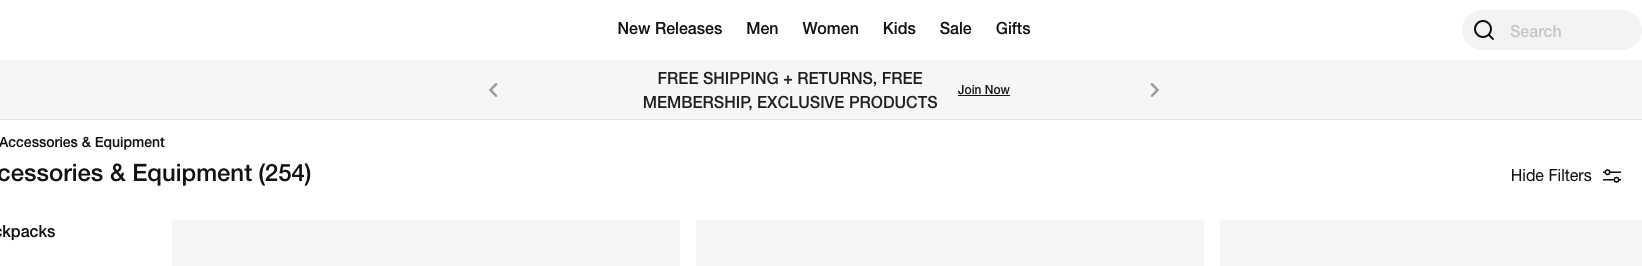 New Releases Men Women Kids Sale Gifts
Search
FREE SHIPPING + RETURNS, FREE
MEMBERSHIP, EXCLUSIVE PRODUCTS
Join Now
Accessories & Equipment
cessories & Equipment (254)
Hide Filters
ckpacks